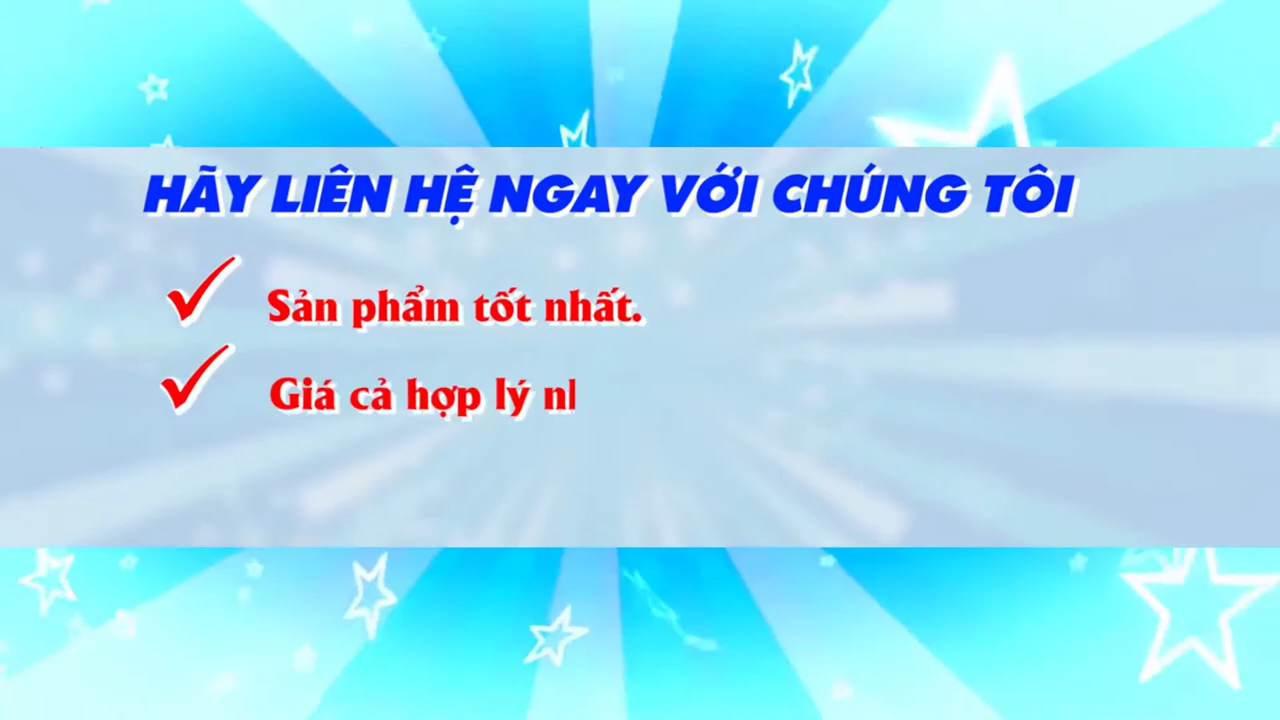 HÃY LIÊN HỆ NGAY VỚI CHÚNG TÔI
Sản phẩm tốt nhất.
Giá cả hợp lý